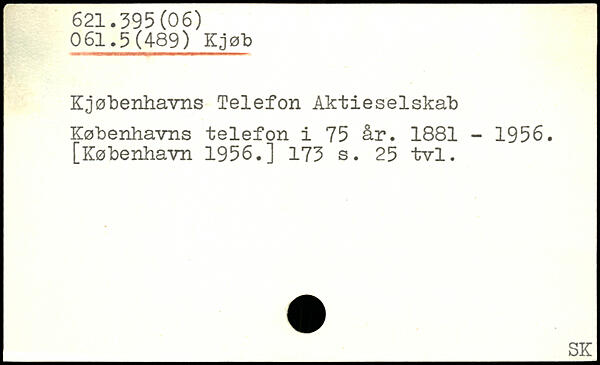 621.395(06)
061.5(489) Kjøb
Kjøbenhavns Telefon Aktieselskab
Københavns telefon i 75 år. 1881 - 1956.
[København 1956.] 173 s. 25 tvl.
SK